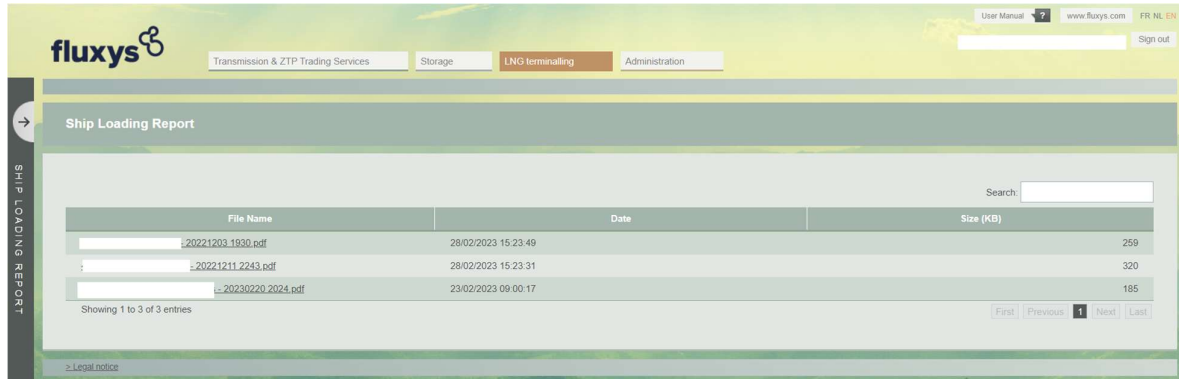 User Manual ? www.fluxys.com FR NL EN
fluxys
Sign out
Transmission & ZTP Trading Services Storage LNG terminalling Administration
Ship Loading Report
SHIP LOADING REPORT
Search:
File Name Date Size (KB)
- 20221203 1930.pdf 28/02/2023 15:23:49 259
- 20221211 2243.pdf 28/02/2023 15:23:31 320
- 20230220 2024.pdf 23/02/2023 09:00:17 185
Showing 1 to 3 of 3 entries First Previous 1 Next Last
> Legal notice